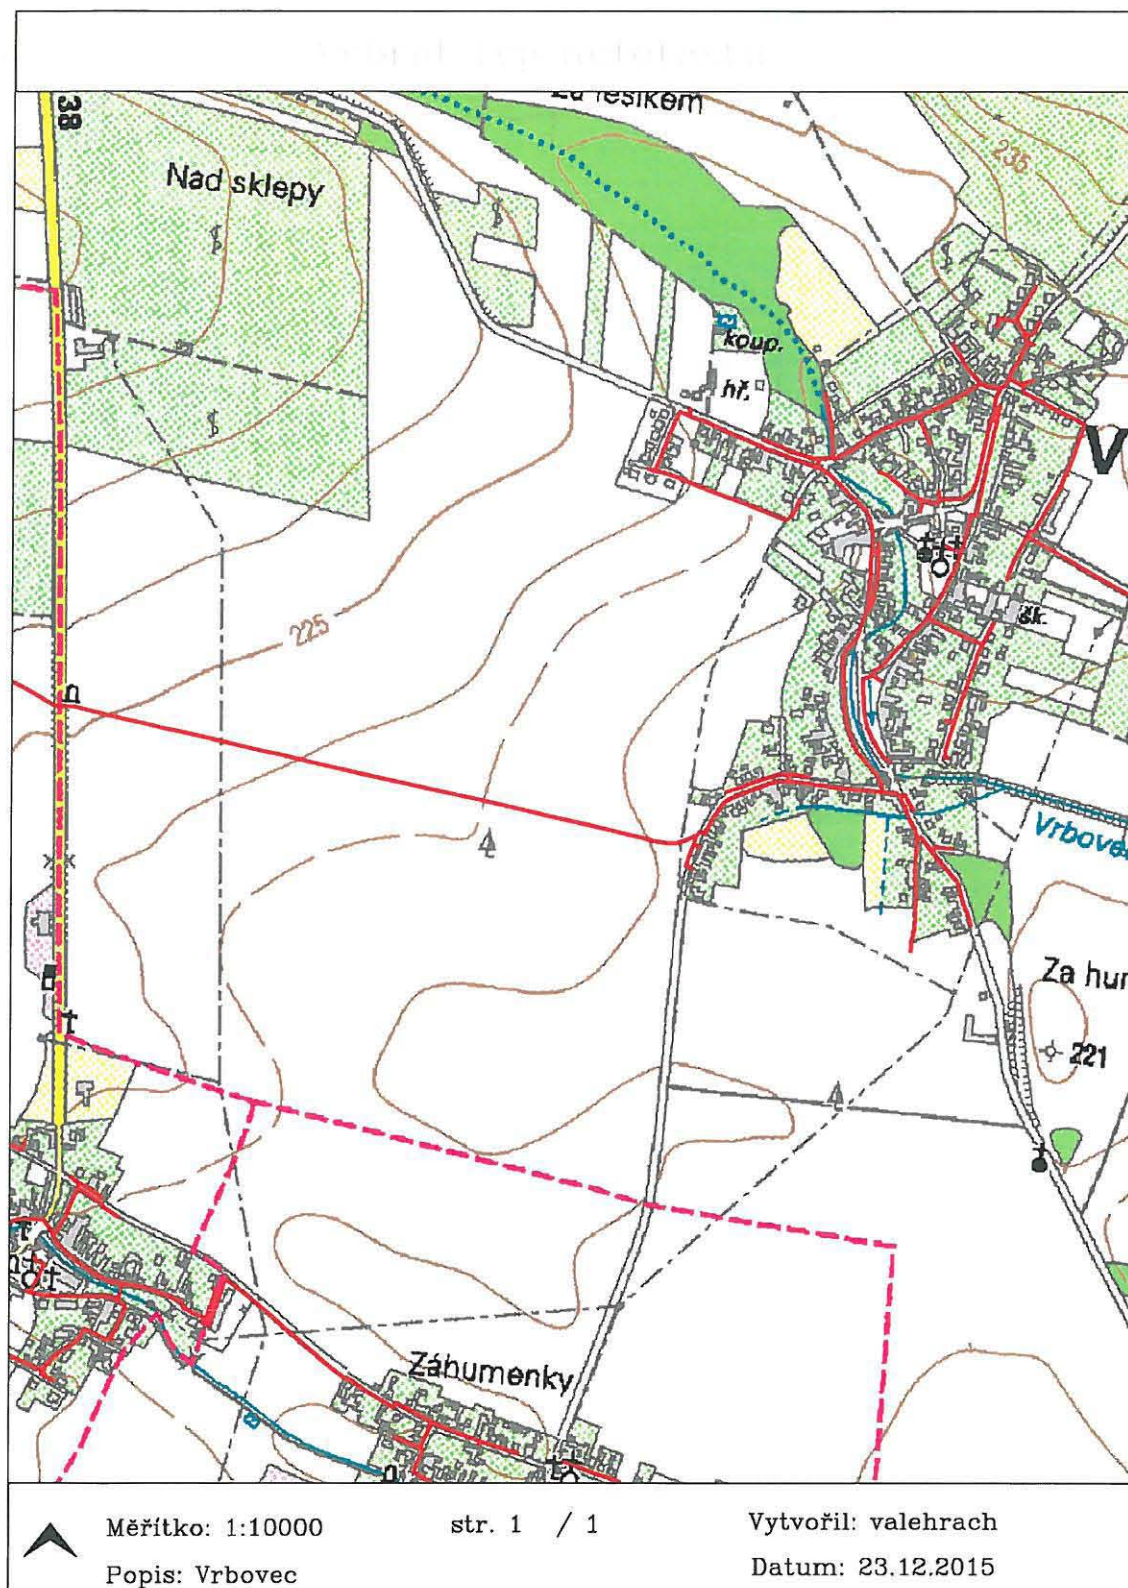 38
Za lesíkem
Nad sklepy
235
koup.
hř.
V
šk.
225
Vrbovec
Za hum
221
Záhumenky
Měřítko: 1:10000
str. 1 / 1
Vytvořil: valehrach
Popis: Vrbovec
Datum: 23.12.2015